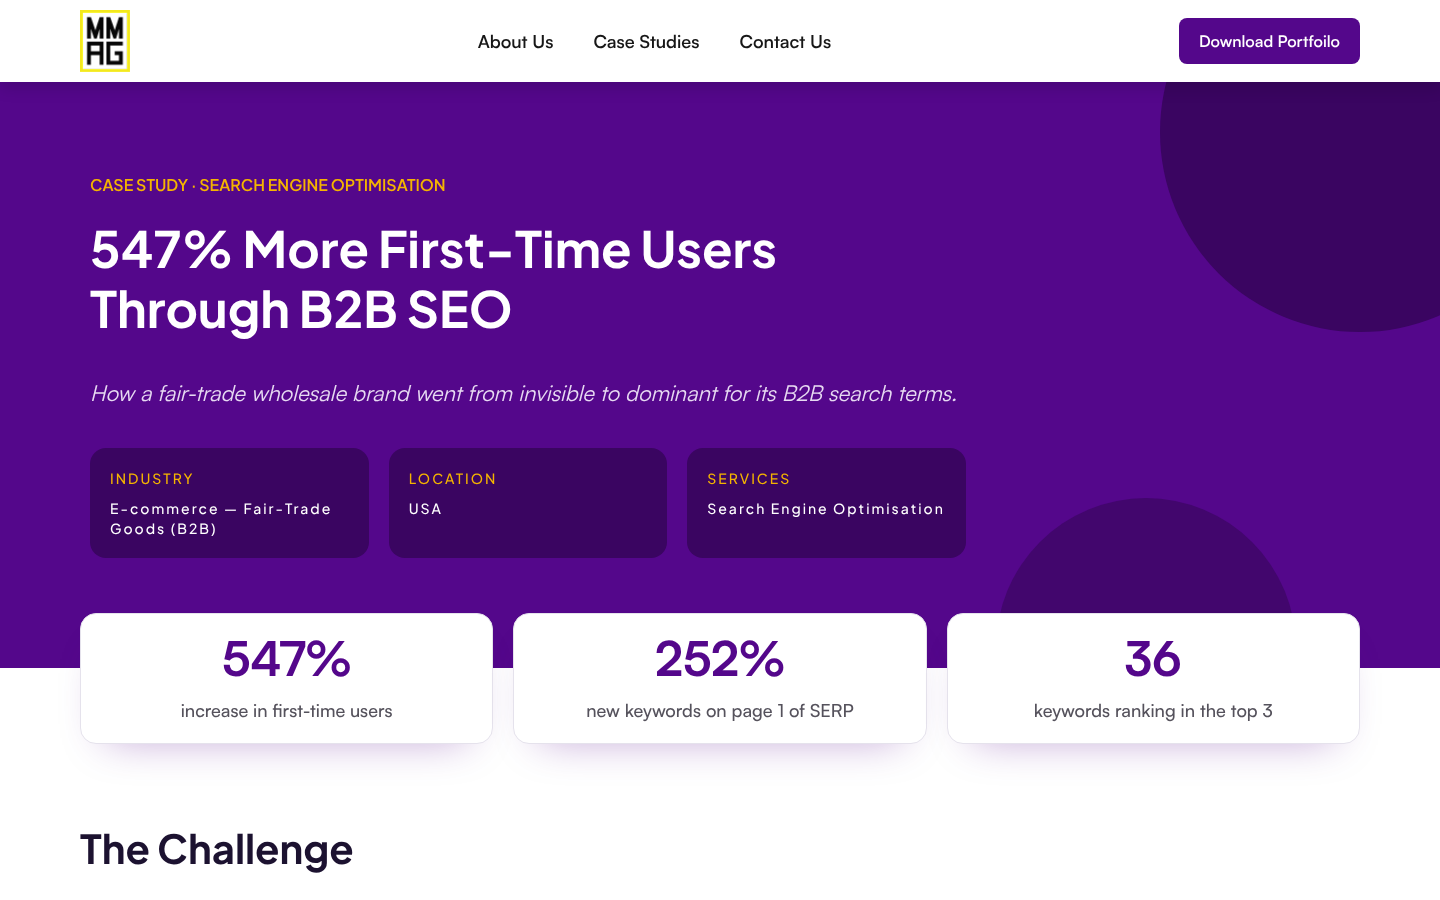 MM
AG
About Us
Case Studies
Contact Us
Download Portfoilo
CASE STUDY · SEARCH ENGINE OPTIMISATION
547% More First-Time Users
Through B2B SEO
How a fair-trade wholesale brand went from invisible to dominant for its B2B search terms.
INDUSTRY
E-commerce — Fair-Trade
Goods (B2B)
LOCATION
USA
SERVICES
Search Engine Optimisation
547%
increase in first-time users
252%
new keywords on page 1 of SERP
36
keywords ranking in the top 3
The Challenge